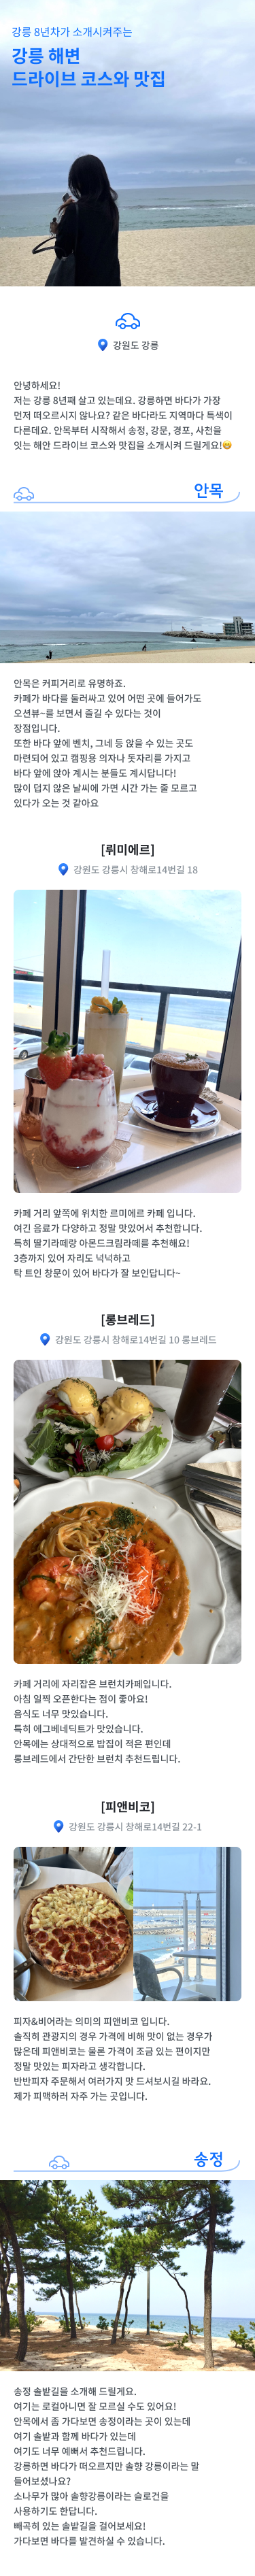 강릉 8년차가 소개시켜주는
강릉 해변
드라이브 코스와 맛집
강원도 강릉
안녕하세요!
저는 강릉 8년째 살고 있는데요. 강릉하면 바다가 가장
먼저 떠오르시지 않나요? 같은 바다라도 지역마다 특색이
다른데요. 안목부터 시작해서 송정, 강문, 경포, 사천을
잇는 해안 드라이브 코스와 맛집을 소개시켜 드릴게요!😀
안목
안목은 커피거리로 유명하죠.
카페가 바다를 둘러싸고 있어 어떤 곳에 들어가도
오션뷰~를 보면서 즐길 수 있다는 것이
장점입니다.
또한 바다 앞에 벤치, 그네 등 앉을 수 있는 곳도
마련되어 있고 캠핑용 의자나 돗자리를 가지고
바다 앞에 앉아 계시는 분들도 계시답니다!
많이 덥지 않은 날씨에 가면 시간 가는 줄 모르고
있다가 오는 것 같아요
[뤼미에르]
강원도 강릉시 창해로14번길 18
카페 거리 앞쪽에 위치한 르미에르 카페 입니다.
여긴 음료가 다양하고 정말 맛있어서 추천합니다.
특히 딸기라떼랑 아몬드크림라떼를 추천해요!
3층까지 있어 자리도 넉넉하고
탁 트인 창문이 있어 바다가 잘 보인답니다~
[롱브레드]
강원도 강릉시 창해로14번길 10 롱브레드
카페 거리에 자리잡은 브런치카페입니다.
아침 일찍 오픈한다는 점이 좋아요!
음식도 너무 맛있습니다.
특히 에그베네딕트가 맛있습니다.
안목에는 상대적으로 밥집이 적은 편인데
롱브레드에서 간단한 브런치 추천드립니다.
[피앤비코]
강원도 강릉시 창해로14번길 22-1
피자&비어라는 의미의 피앤비코 입니다.
솔직히 관광지의 경우 가격에 비해 맛이 없는 경우가
많은데 피앤비코는 물론 가격이 조금 있는 편이지만
정말 맛있는 피자라고 생각합니다.
반반피자 주문해서 여러가지 맛 드셔보시길 바라요.
제가 피맥하러 자주 가는 곳입니다.
송정
송정 솔밭길을 소개해 드릴게요.
여기는 로컬아니면 잘 모르실 수도 있어요!
안목에서 좀 가다보면 송정이라는 곳이 있는데
여기 솔밭과 함께 바다가 있는데
여기도 너무 예뻐서 추천드립니다.
강릉하면 바다가 떠오르지만 솔향 강릉이라는 말
들어보셨나요?
소나무가 많아 솔향강릉이라는 슬로건을
사용하기도 한답니다.
빼곡히 있는 솔밭길을 걸어보세요!
가다보면 바다를 발견하실 수 있습니다.